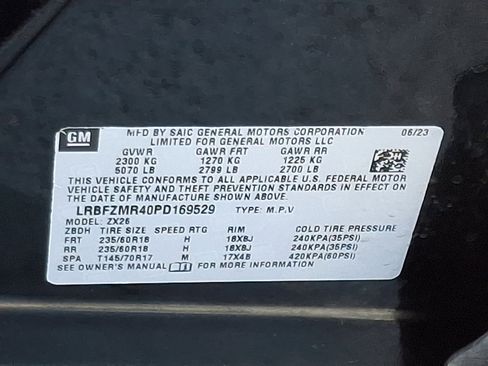 GM
MFD BY SAIC GENERAL MOTORS CORPORATION 06/23
LIMITED FOR GENERAL MOTORS LLC
GVWR GAWR FRT GAWR RR
2300 KG 1270 KG 1225 KG
5070 LB 2799 LB 2700 LB
THIS VEHICLE CONFORMS TO ALL APPLICABLE U.S. FEDERAL MOTOR
VEHICLE SAFETY AND THEFT PREVENTION STANDARDS IN EFFECT ON
THE DATE OF MANUFACTURE SHOWN ABOVE.
LRBFZMR40PD169529 TYPE: M.P.V
MODEL: ZX26
ZBDH TIRE SIZE SPEED RTG RIM COLD TIRE PRESSURE
FRT 235/60R18 H 18X8J 240KPA(35PSI)
RR 235/60R18 H 18X8J 240KPA(35PSI)
SPA T145/70R17 M 17X4B 420KPA(60PSI)
SEE OWNER'S MANUAL FOR MORE INFORMATION